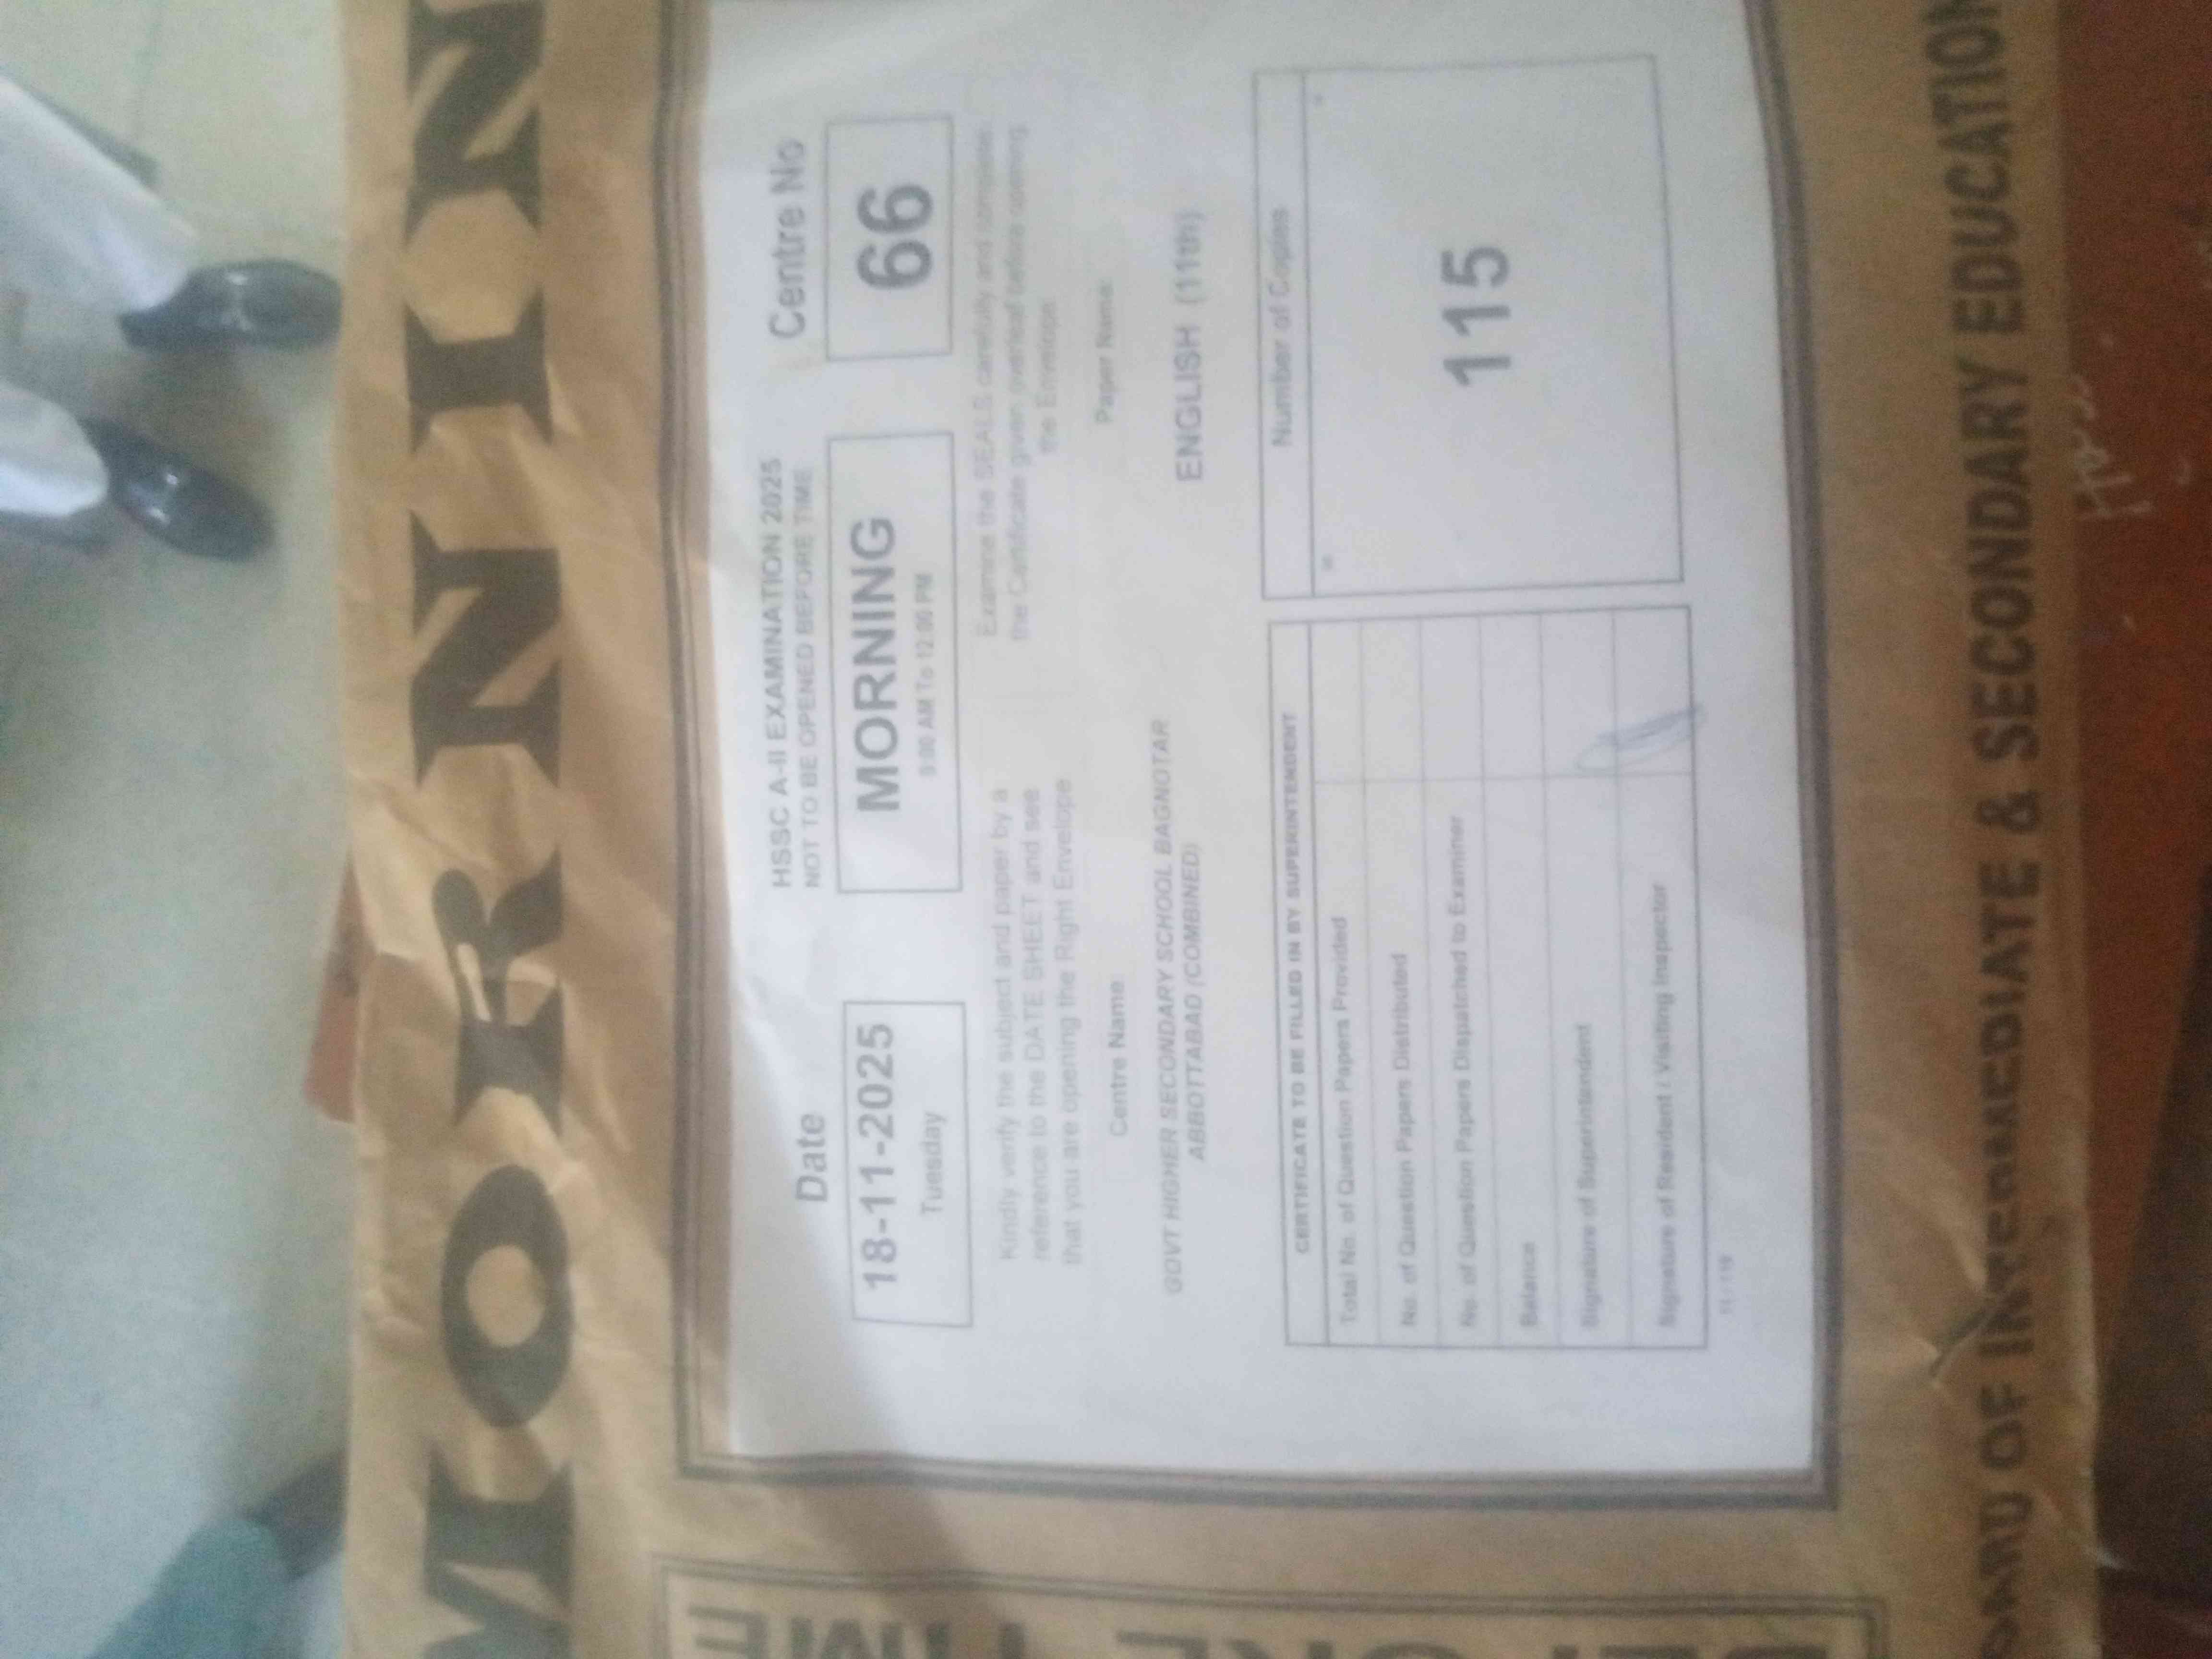 MORNIN
HSSC A-II EXAMINATION 2025
NOT TO BE OPENED BEFORE TIME
Date
Centre No
18-11-2025
Tuesday
MORNING
9:00 AM To 12:00 PM
66
Kindly verify the subject and paper by a
reference to the DATE SHEET and see
that you are opening the Right Envelope
Examine the SEALS carefully and complete
the Certificate given overleaf before opening
the Envelope
Centre Name
GOVT HIGHER SECONDARY SCHOOL BAGNOTAR
ABBOTTABAD (COMBINED)
Paper Name:
ENGLISH (11th)
CERTIFICATE TO BE FILLED IN BY SUPERINTENDENT
Total No. of Question Papers Provided
No. of Question Papers Distributed
No. of Question Papers Dispatched to Examiner
Balance
Signature of Superintendent
Signature of Resident / Visiting Inspector
Number of Copies
115
11 / 119
OF INTERMEDIATE & SECONDARY EDUCATION